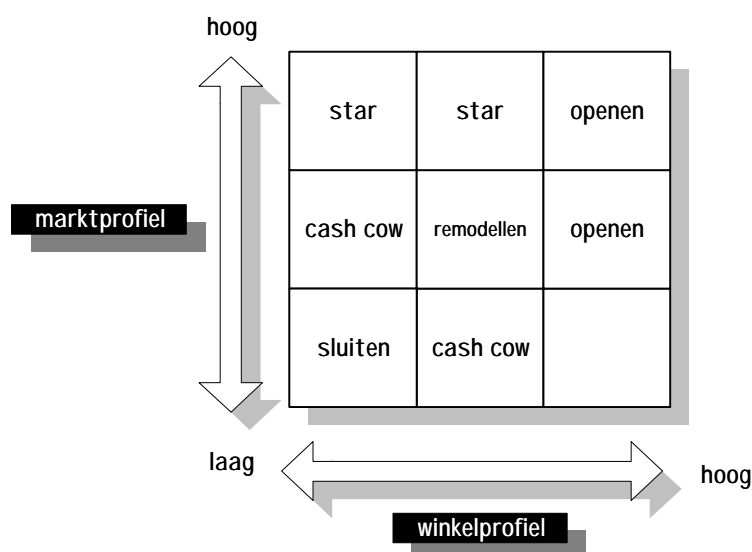 hoog
star star openen
marktprofiel
cash cow remodellen openen
sluiten cash cow
laag
hoog
winkelprofiel